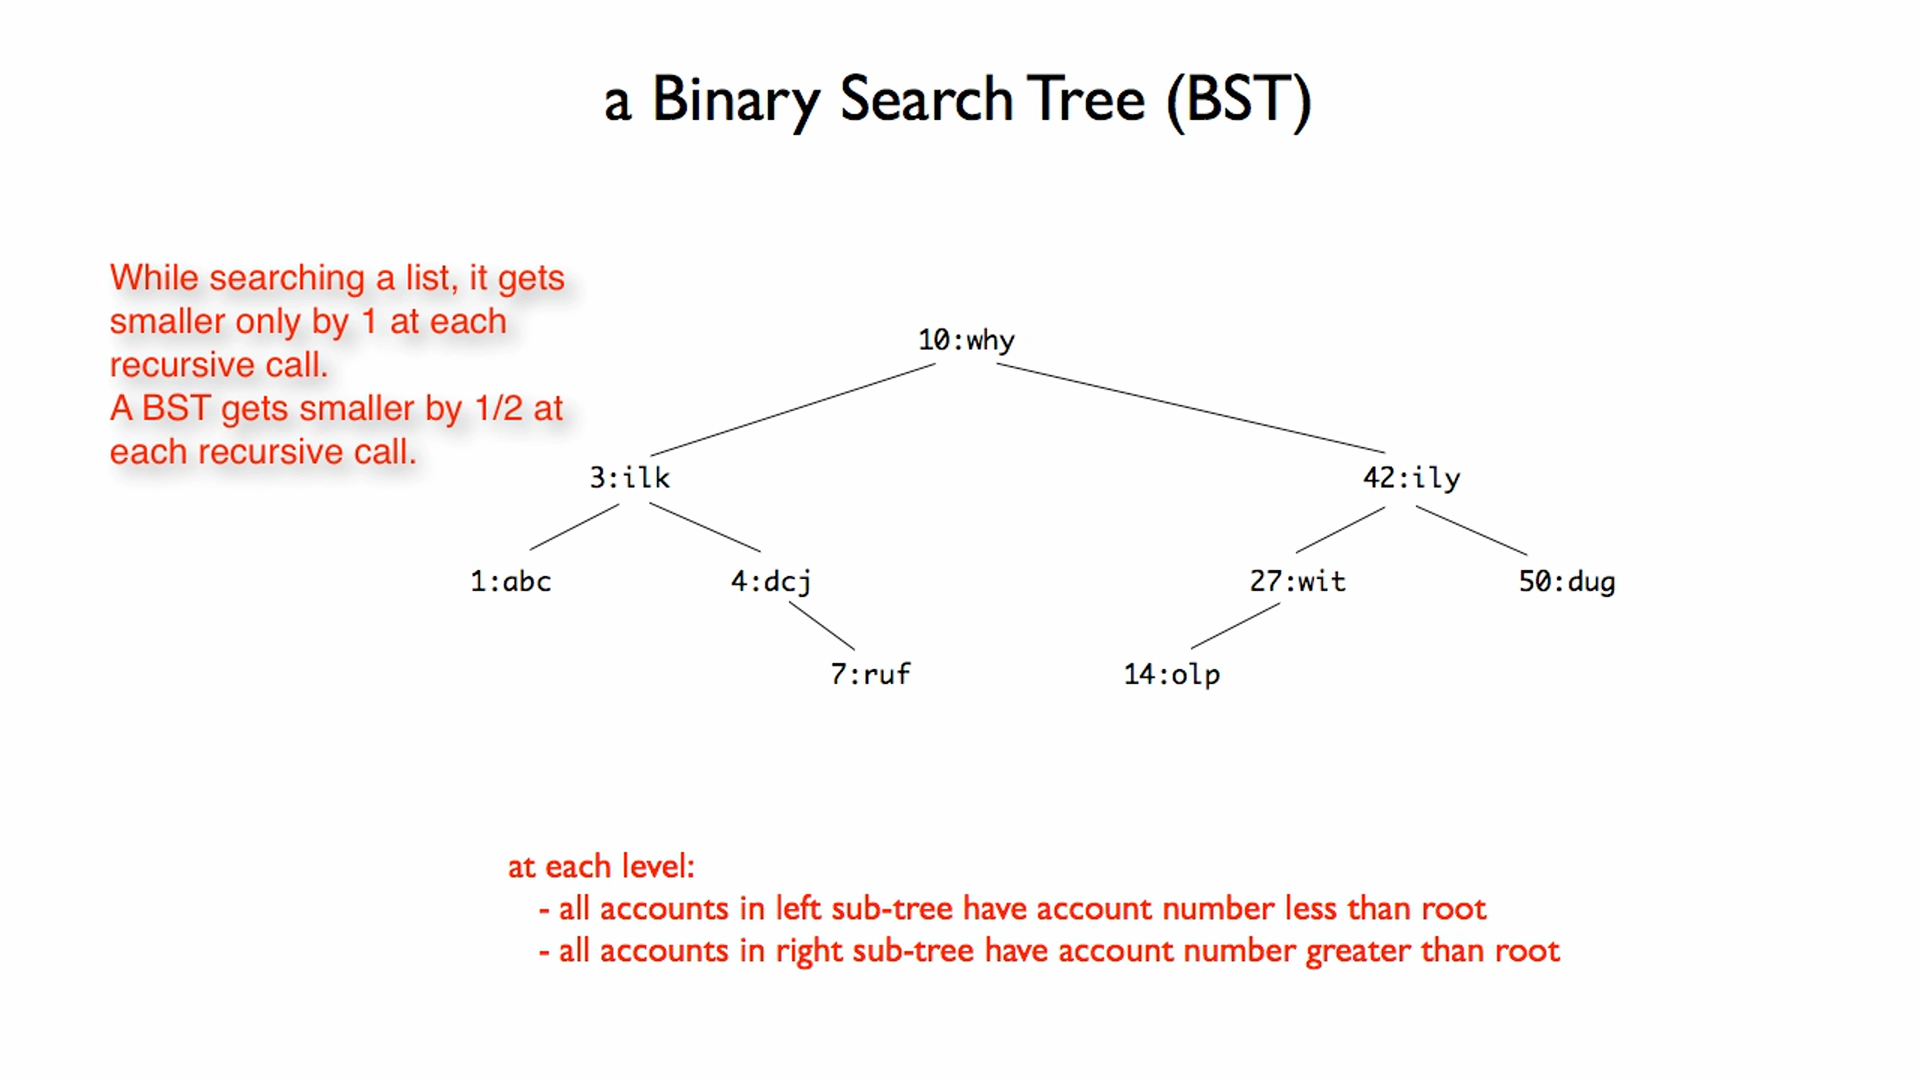 a Binary Search Tree (BST)
While searching a list, it gets
smaller only by 1 at each
recursive call.
A BST gets smaller by 1/2 at
each recursive call.
10:why
3:ilk
42:ily
1:abc
4:dcj
27:wit
50:dug
7:ruf
14:olp
at each level:
- all accounts in left sub-tree have account number less than root
- all accounts in right sub-tree have account number greater than root